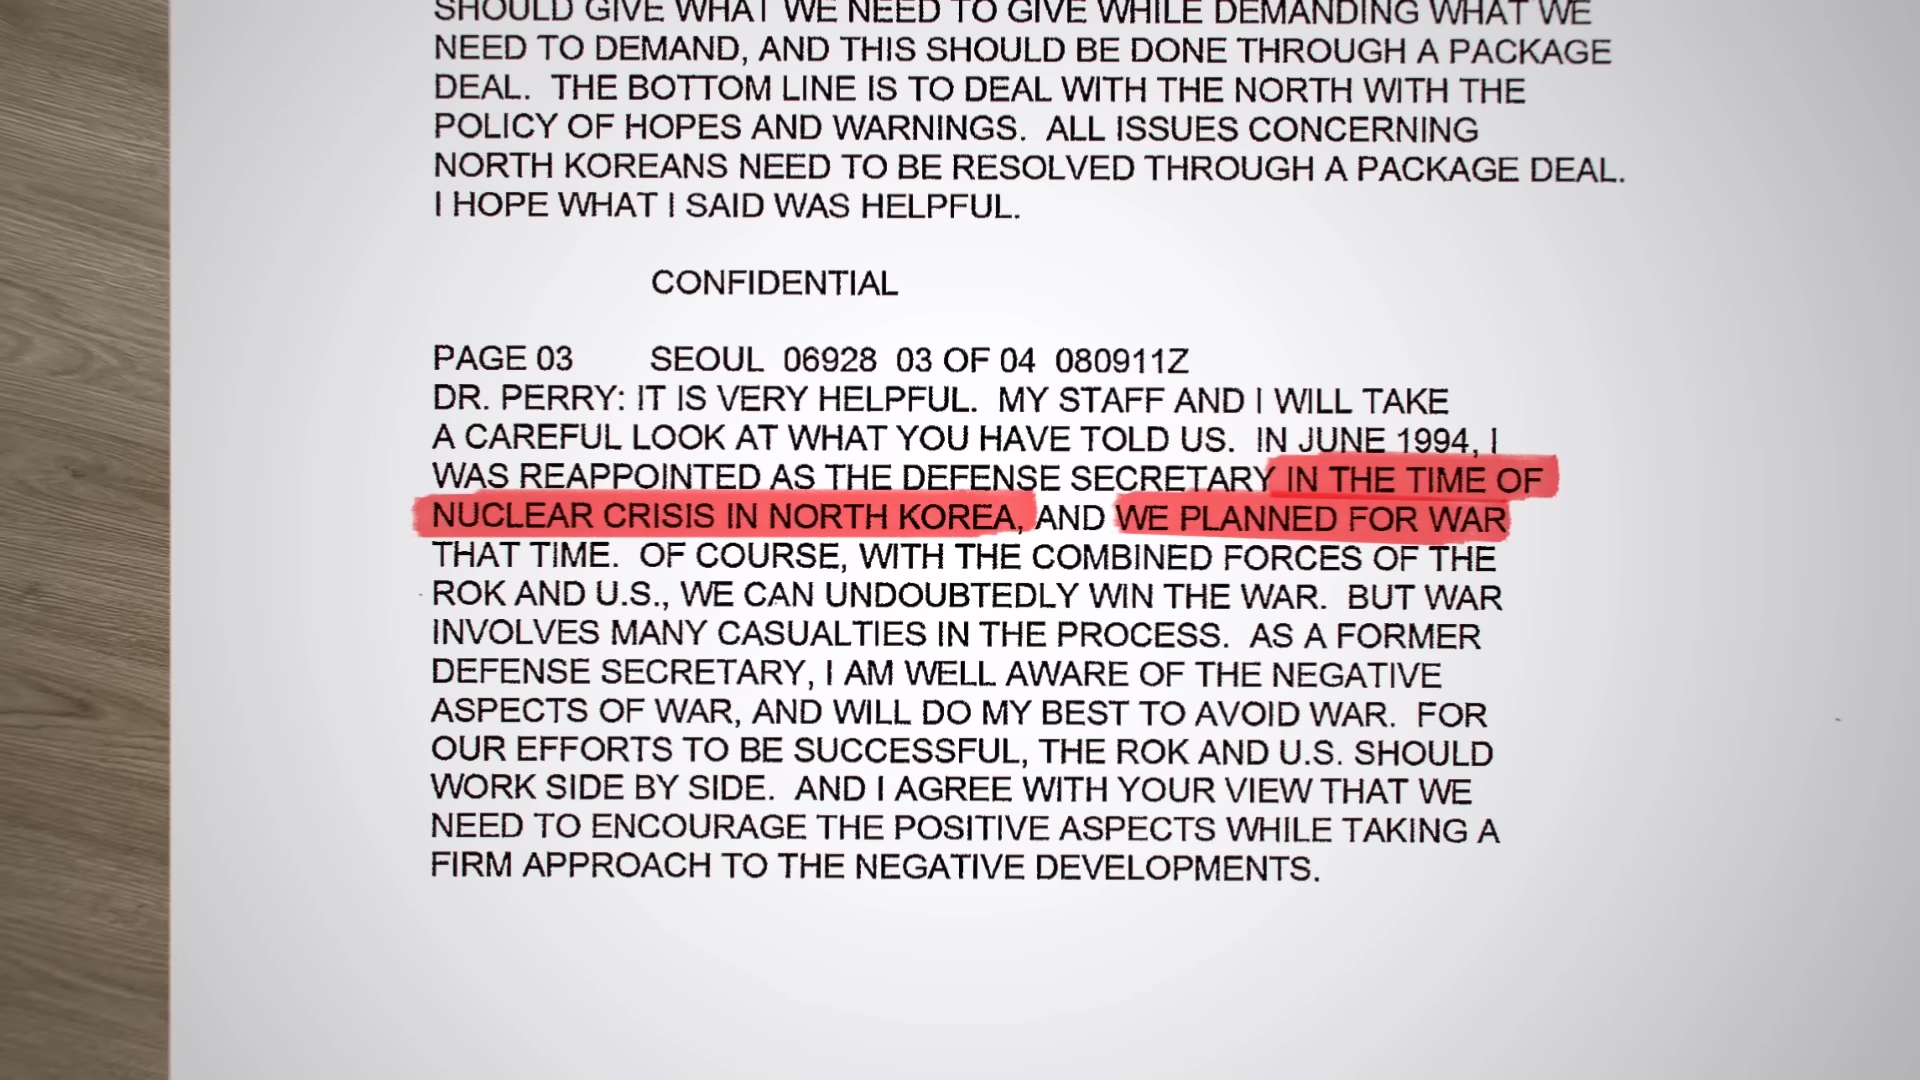 SHOULD GIVE WHAT WE NEED TO GIVE WHILE DEMANDING WHAT WE
NEED TO DEMAND, AND THIS SHOULD BE DONE THROUGH A PACKAGE
DEAL. THE BOTTOM LINE IS TO DEAL WITH THE NORTH WITH THE
POLICY OF HOPES AND WARNINGS. ALL ISSUES CONCERNING
NORTH KOREANS NEED TO BE RESOLVED THROUGH A PACKAGE DEAL.
I HOPE WHAT I SAID WAS HELPFUL.
CONFIDENTIAL
PAGE 03 SEOUL 06928 03 OF 04 080911Z
DR. PERRY: IT IS VERY HELPFUL. MY STAFF AND I WILL TAKE
A CAREFUL LOOK AT WHAT YOU HAVE TOLD US. IN JUNE 1994, I
WAS REAPPOINTED AS THE DEFENSE SECRETARY IN THE TIME OF
NUCLEAR CRISIS IN NORTH KOREA, AND WE PLANNED FOR WAR
THAT TIME. OF COURSE, WITH THE COMBINED FORCES OF THE
ROK AND U.S., WE CAN UNDOUBTEDLY WIN THE WAR. BUT WAR
INVOLVES MANY CASUALTIES IN THE PROCESS. AS A FORMER
DEFENSE SECRETARY, I AM WELL AWARE OF THE NEGATIVE
ASPECTS OF WAR, AND WILL DO MY BEST TO AVOID WAR. FOR
OUR EFFORTS TO BE SUCCESSFUL, THE ROK AND U.S. SHOULD
WORK SIDE BY SIDE. AND I AGREE WITH YOUR VIEW THAT WE
NEED TO ENCOURAGE THE POSITIVE ASPECTS WHILE TAKING A
FIRM APPROACH TO THE NEGATIVE DEVELOPMENTS.